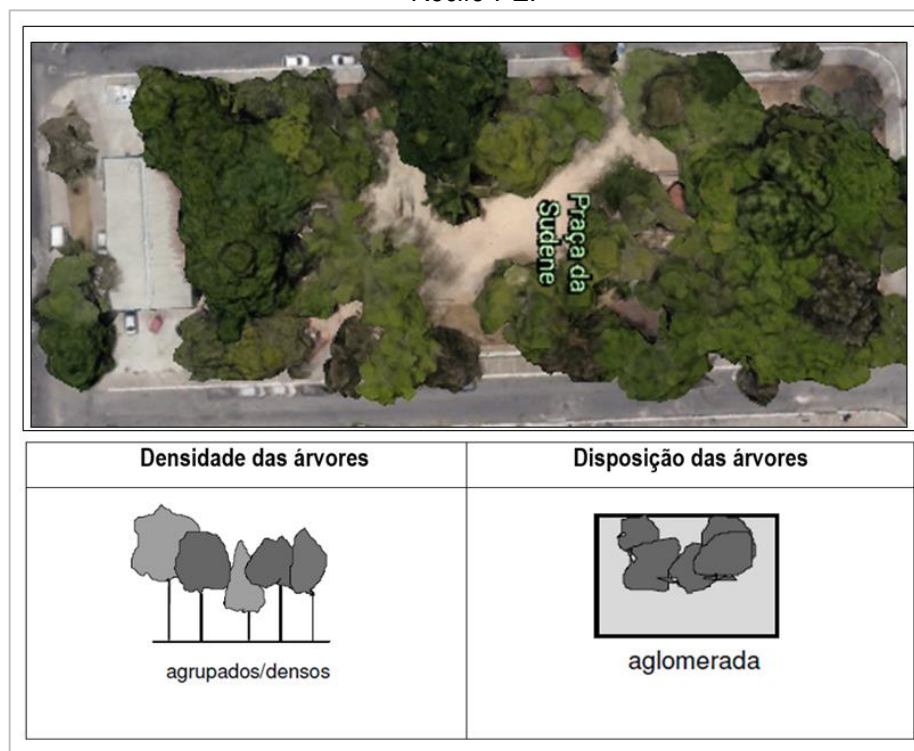 Praça da
Sudene
Densidade das árvores
Disposição das árvores
agrupados/densos
aglomerada